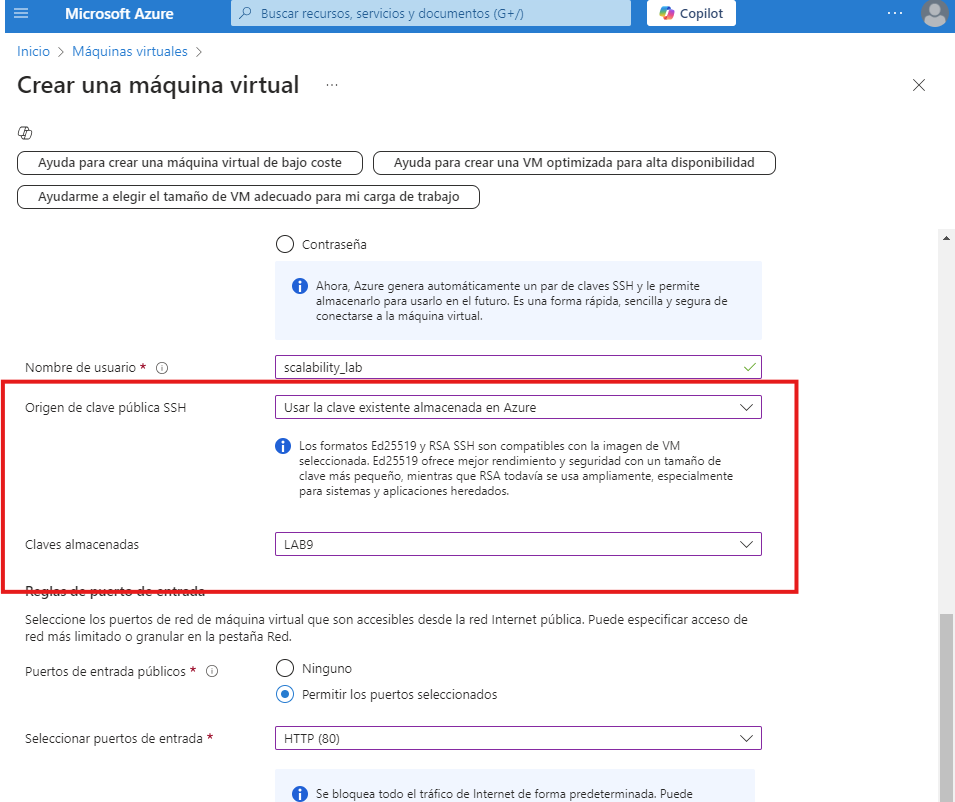 Microsoft Azure
Buscar recursos, servicios y documentos (G+/)
Copilot
Inicio > Máquinas virtuales >
Crear una máquina virtual ...
Ayuda para crear una máquina virtual de bajo coste
Ayuda para crear una VM optimizada para alta disponibilidad
Ayudarme a elegir el tamaño de VM adecuado para mi carga de trabajo
Contraseña
Ahora, Azure genera automáticamente un par de claves SSH y le permite
almacenarlo para usarlo en el futuro. Es una forma rápida, sencilla y segura de
conectarse a la máquina virtual.
Nombre de usuario *
scalability_lab
Origen de clave pública SSH
Usar la clave existente almacenada en Azure
Los formatos Ed25519 y RSA SSH son compatibles con la imagen de VM
seleccionada. Ed25519 ofrece mejor rendimiento y seguridad con un tamaño de
clave más pequeño, mientras que RSA todavía se usa ampliamente, especialmente
para sistemas y aplicaciones heredados.
Claves almacenadas
LAB9
Reglas de puerto de entrada
Seleccione los puertos de red de máquina virtual que son accesibles desde la red Internet pública. Puede especificar acceso de
red más limitado o granular en la pestaña Red.
Puertos de entrada públicos *
Ninguno
Permitir los puertos seleccionados
Seleccionar puertos de entrada *
HTTP (80)
Se bloquea todo el tráfico de Internet de forma predeterminada. Puede